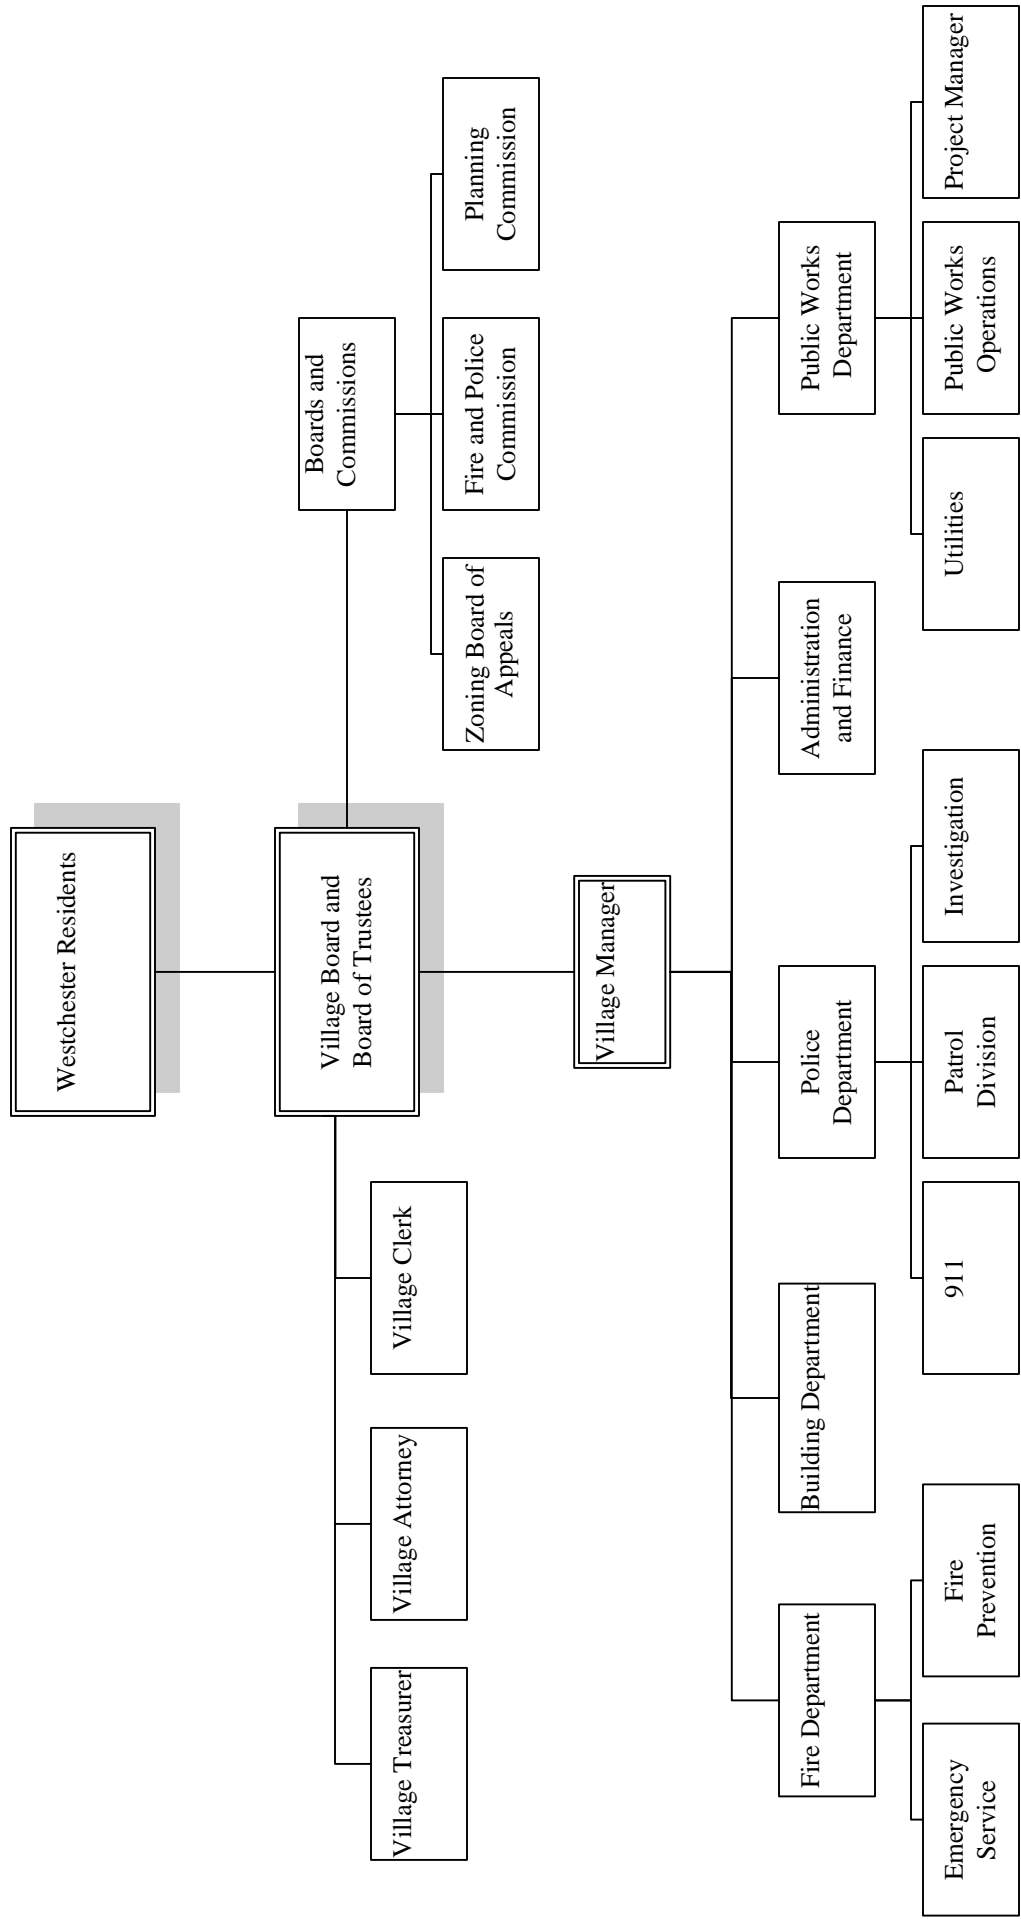 Westchester Residents
Village Board and
Board of Trustees
Boards and
Commissions
Village Treasurer
Village Attorney
Village Clerk
Zoning Board of
Appeals
Fire and Police
Commission
Planning
Commission
Village Manager
Fire Department
Building Department
Police
Department
Administration
and Finance
Public Works
Department
Emergency
Service
Fire
Prevention
911
Patrol
Division
Investigation
Utilities
Public Works
Operations
Project Manager